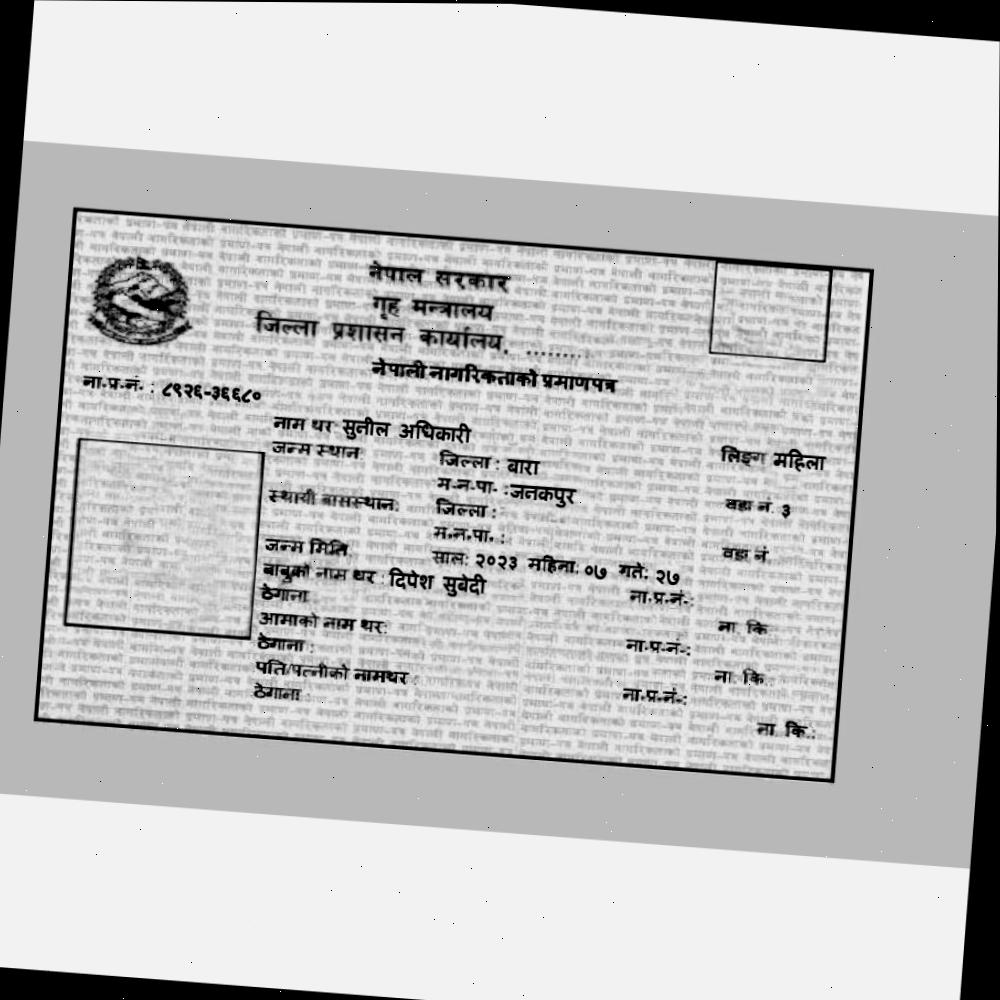 नेपाल सरकार
गृह मन्त्रालय
जिल्ला प्रशासन कार्यालय, ........
नेपाली नागरिकताको प्रमाणपत्र
ना.प्र.नं. : ८९२६-३६६८०
नाम थर: सुनील अधिकारी लिङ्ग महिला
जन्म स्थान: जिल्ला : बारा
म.न.पा. : जनकपुर वडा नं. ३
स्थायी बासस्थान: जिल्ला :
म.न.पा. : वडा नं
जन्म मिति: साल: २०२३ महिना: ०७ गते: २७
बाबुको नाम थर : दिपेश सुबेदी ना.प्र.नं.:
ठेगाना ना. कि
आमाको नाम थर: ना.प्र.नं.:
ठेगाना : ना. कि.:
पति/पत्नीको नामथर : ना.प्र.नं.:
ठेगाना : ना कि.: